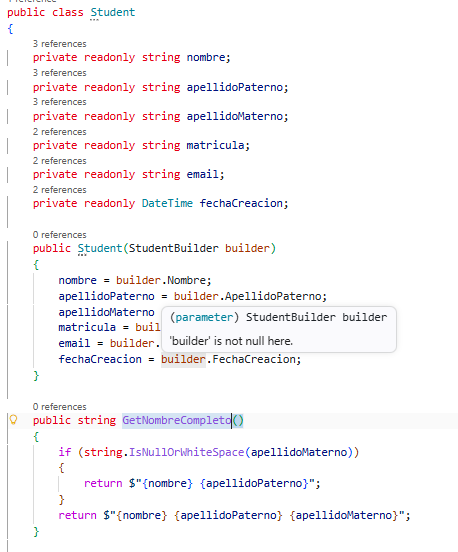 public class Student
{
3 references
private readonly string nombre;
3 references
private readonly string apellidoPaterno;
3 references
private readonly string apellidoMaterno;
2 references
private readonly string matricula;
2 references
private readonly string email;
2 references
private readonly DateTime fechaCreacion;
0 references
public Student(StudentBuilder builder)
{
nombre = builder.Nombre;
apellidoPaterno = builder.ApellidoPaterno;
apellidoMaterno
(parameter) StudentBuilder builder
matricula = buil
'builder' is not null here.
email = builder.
fechaCreacion = builder.FechaCreacion;
}
0 references
public string GetNombreCompleto()
{
if (string.IsNullOrWhiteSpace(apellidoMaterno))
{
return $"{nombre} {apellidoPaterno}";
}
return $"{nombre} {apellidoPaterno} {apellidoMaterno}";
}